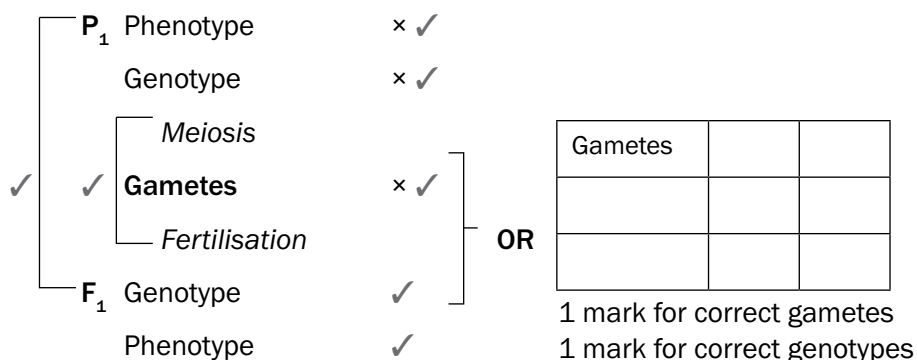 P1 Phenotype × ✓
Genotype × ✓
Meiosis
✓ ✓ Gametes × ✓
Fertilisation
F1 Genotype ✓
Phenotype ✓
OR
Gametes
1 mark for correct gametes
1 mark for correct genotypes